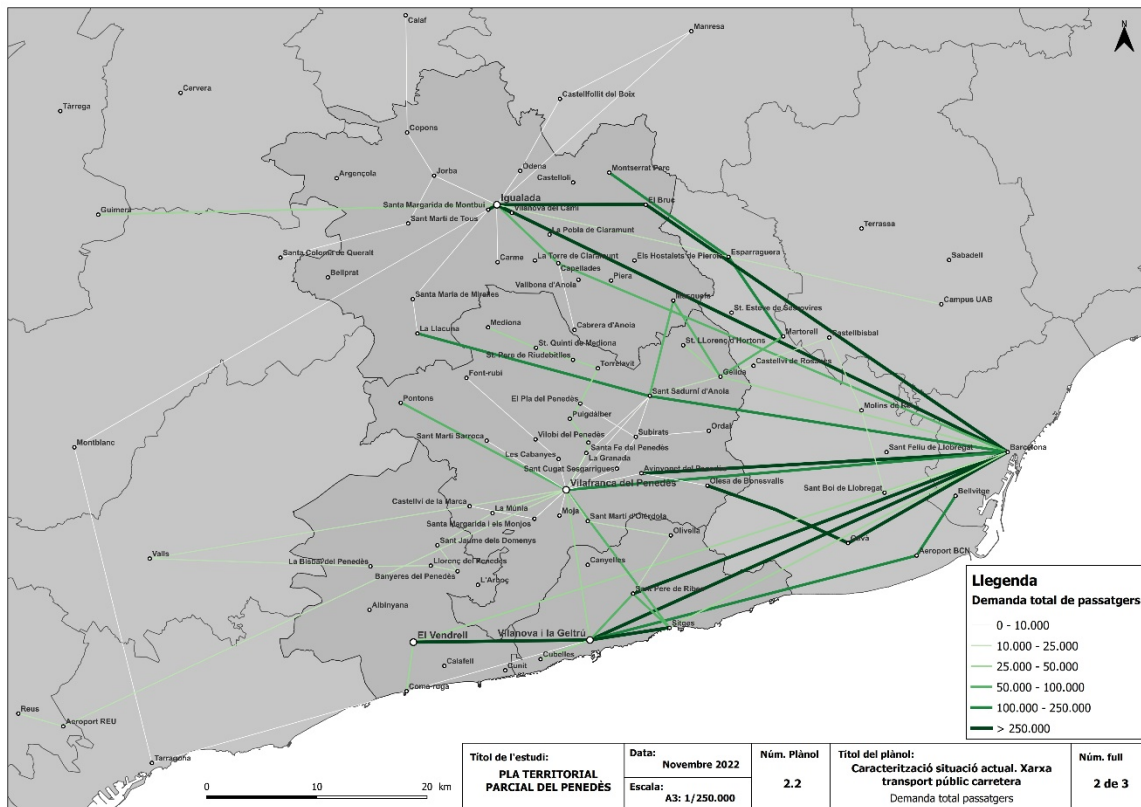 Calaf
Manresa
Cervera
Tàrrega
Castellfollit del Boix
Copons
Òdena
Montserrat Parc
Jorba
Argençola
Castellolí
Igualada
El Bruc
Santa Margarida de Montbui
Vilanova del Camí
Guimerà
Sant Martí de Tous
La Pobla de Claramunt
Terrassa
Santa Coloma de Queralt
Carme
La Torre de Claramunt
Els Hostalets de Pierola
Esparraguera
Sabadell
Capellades
Bellprat
Vallbona d'Anoia
Piera
Santa Maria de Miralles
Masquefa
Campus UAB
St. Esteve de Sesrovires
La Llacuna
Mediona
Cabrera d'Anoia
Martorell
Castellbisbal
St. Quintí de Mediona
St. LLorenç d'Hortons
St. Pere de Riudebitlles
Torrelavit
Castellví de Rosanes
Font-rubí
Gelida
Sant Sadurní d'Anoia
Pontons
El Pla del Penedès
Puigdàlber
Molins de Rei
Ordal
Subirats
Sant Martí Sarroca
Vilobí del Penedès
Montblanc
Santa Fe del Penedès
Les Cabanyes
La Granada
Sant Feliu de Llobregat
Barcelona
Sant Cugat Sesgarrigues
Avinyonet del Penedès
Vilafranca del Penedès
Olesa de Bonesvalls
Sant Boi de Llobregat
Bellvitge
Castellví de la Marca
La Múnia
Moja
Sant Martí d'Olèrdola
Santa Margarida i els Monjos
Olivella
Sant Jaume dels Domenys
Gavà
Valls
Aeroport BCN
La Bisbal del Penedès
Llorenç del Penedès
Canyelles
Banyeres del Penedès
L'Arboç
Sant Pere de Ribes
Albinyana
Sitges
El Vendrell
Vilanova i la Geltrú
Cubelles
Calafell
Cunit
Coma-ruga
Reus
Aeroport REU
Tarragona
Llegenda
Demanda total de passatgers
0 - 10.000
10.000 - 25.000
25.000 - 50.000
50.000 - 100.000
100.000 - 250.000
> 250.000
0 10 20 km
Títol de l'estudi:
PLA TERRITORIAL
PARCIAL DEL PENEDÈS
Data:
Novembre 2022
Escala:
A3: 1/250.000
Núm. Plànol
2.2
Títol del plànol:
Caracterització situació actual. Xarxa
transport públic carretera
Demanda total passatgers
Núm. full
2 de 3
N